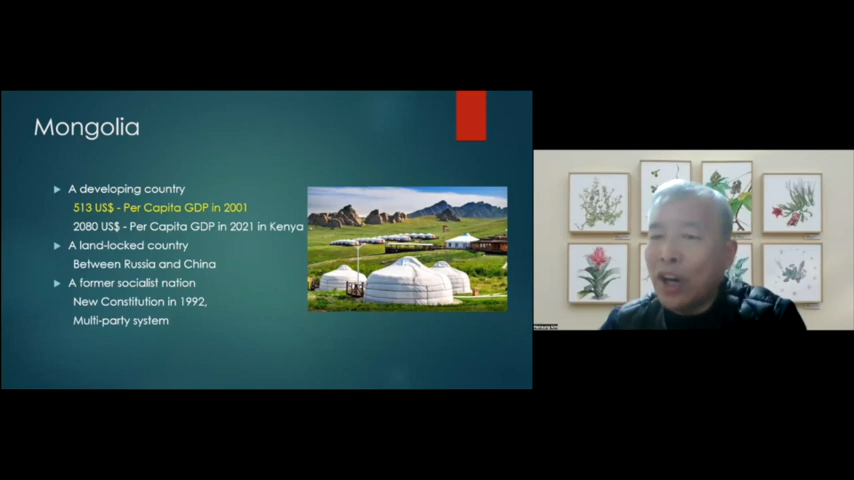 Mongolia
A developing country
513 US$ - Per Capita GDP in 2001
2080 US$ - Per Capita GDP in 2021 in Kenya
A land-locked country
Between Russia and China
A former socialist nation
New Constitution in 1992,
Multi-party system